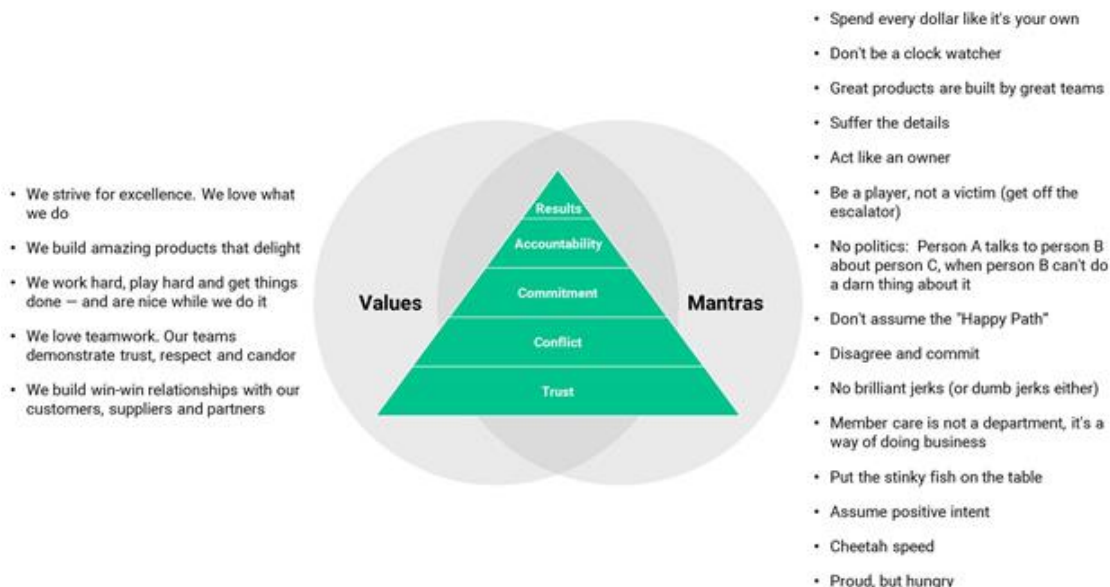 • We strive for excellence. We love what
we do
• We build amazing products that delight
• We work hard, play hard and get things
done — and are nice while we do it
• We love teamwork. Our teams
demonstrate trust, respect and candor
• We build win-win relationships with our
customers, suppliers and partners
Values
Results
Accountability
Commitment
Conflict
Trust
Mantras
• Spend every dollar like it's your own
• Don't be a clock watcher
• Great products are built by great teams
• Suffer the details
• Act like an owner
• Be a player, not a victim (get off the
escalator)
• No politics: Person A talks to person B
about person C, when person B can't do
a darn thing about it
• Don't assume the "Happy Path"
• Disagree and commit
• No brilliant jerks (or dumb jerks either)
• Member care is not a department, it's a
way of doing business
• Put the stinky fish on the table
• Assume positive intent
• Cheetah speed
• Proud, but hungry